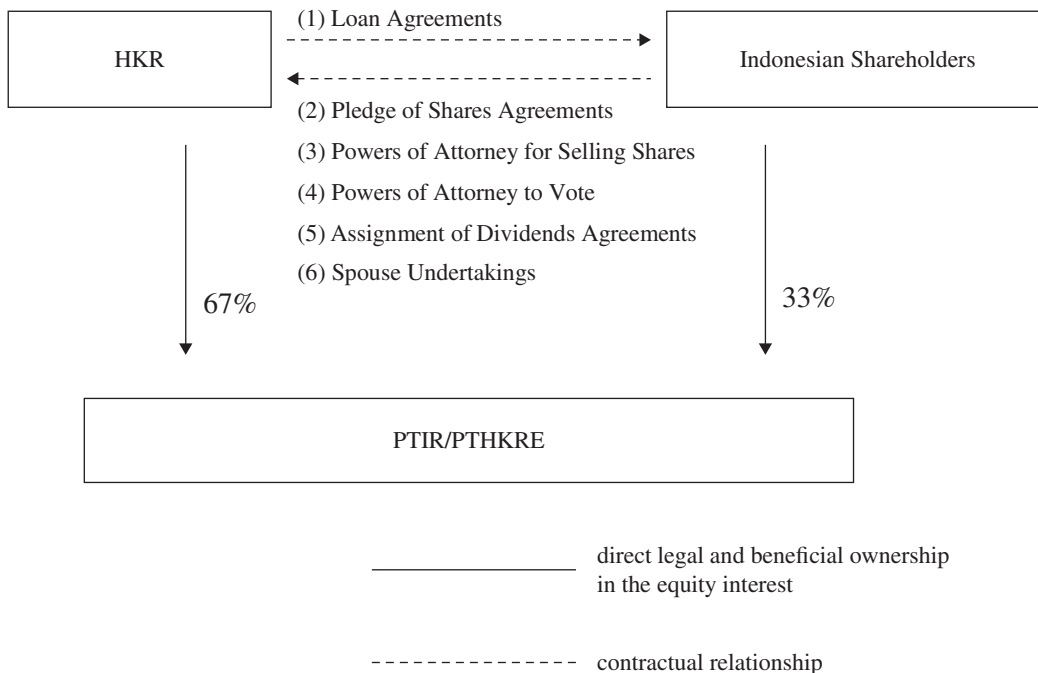 (1) Loan Agreements
HKR
Indonesian Shareholders
(2) Pledge of Shares Agreements
(3) Powers of Attorney for Selling Shares
(4) Powers of Attorney to Vote
(5) Assignment of Dividends Agreements
(6) Spouse Undertakings
67%
33%
PTIR/PTHKRE
direct legal and beneficial ownership
in the equity interest
contractual relationship